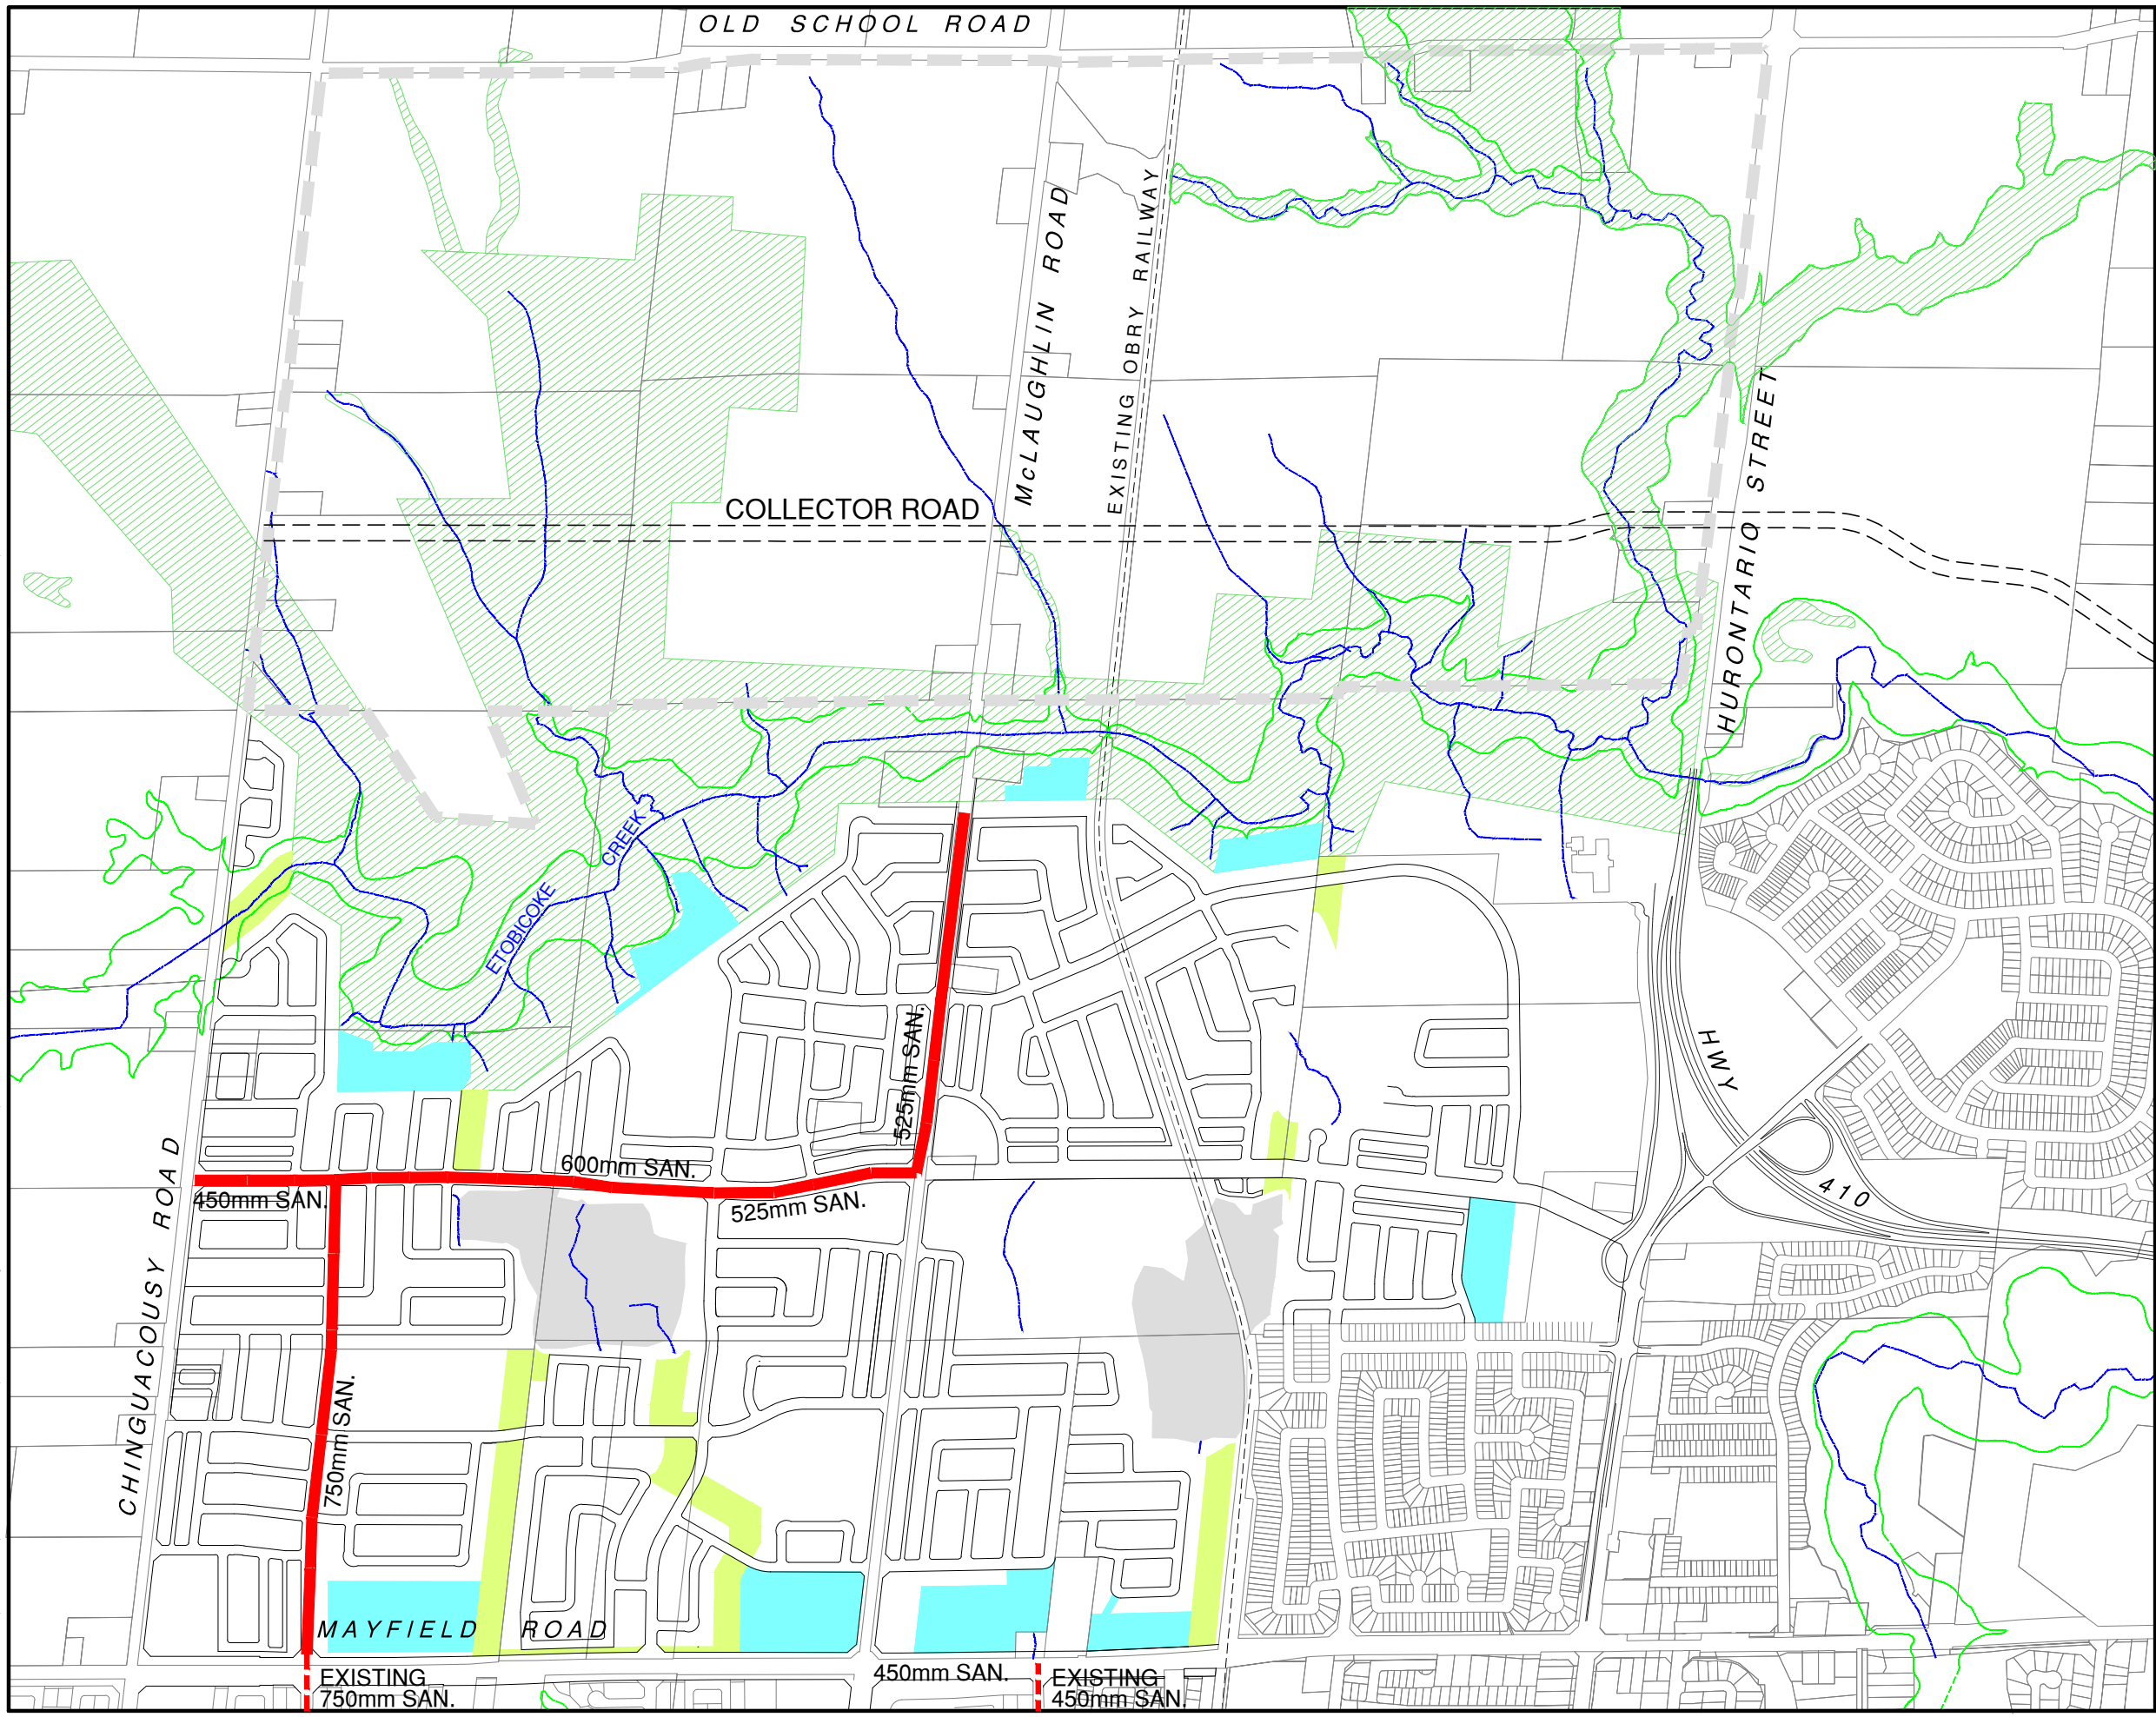 OLD SCHOOL ROAD
McLAUGHLIN ROAD
EXISTING OBRY RAILWAY
HURONTARIO STREET
COLLECTOR ROAD
CREEK
ETOBICOKE
HWY
410
525mm SAN.
600mm SAN.
450mm SAN.
525mm SAN.
CHINGUACOUSY ROAD
750mm SAN.
MAYFIELD ROAD
EXISTING
750mm SAN.
450mm SAN.
EXISTING
450mm SAN.